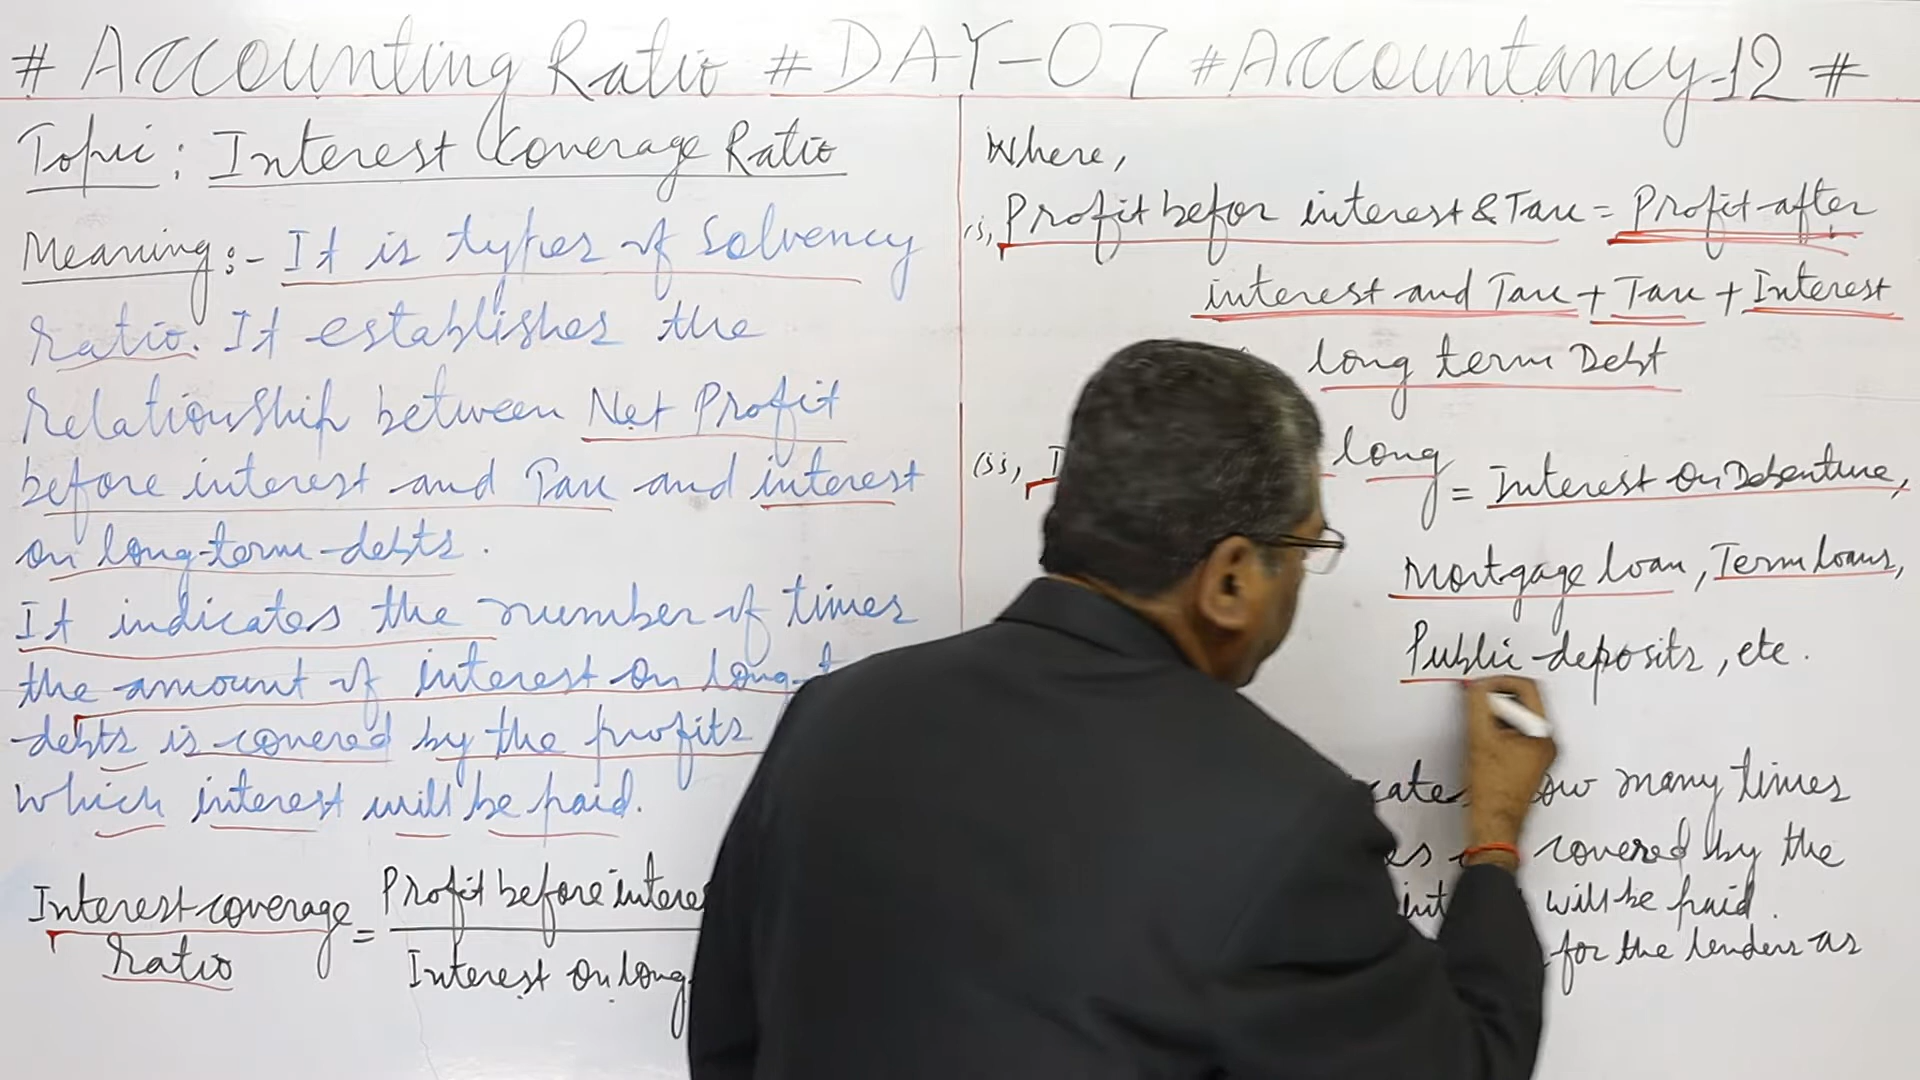 # Accounting Ratio # DAY-07 # Accountancy-12 #
Topic: Interest Coverage Ratio
Meaning:- It is types of Solvency
Ratio. It establishes the
Relationship between Net Profit
before interest and Tax and interest
on long-term-debts.
It indicates the number of times
the amount of interest on long-t
debts is covered by the profits
which interest will be paid.
Interest coverage Ratio = Profit before interes
Interest on long-
Where,
(i, Profit befor interest & Tax = Profit-after
interest and Tax + Tax + Interest
long term Debt
(ii, long = Interest on Debenture,
Mortgage loan, Term loans,
Public-deposits, etc.
cates how many times
es covered by the
int will be paid.
for the lenders as